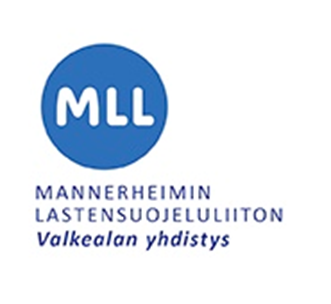 MLL
MANNERHEIMIN
LASTENSUOJELULIITON
Valkealan yhdistys